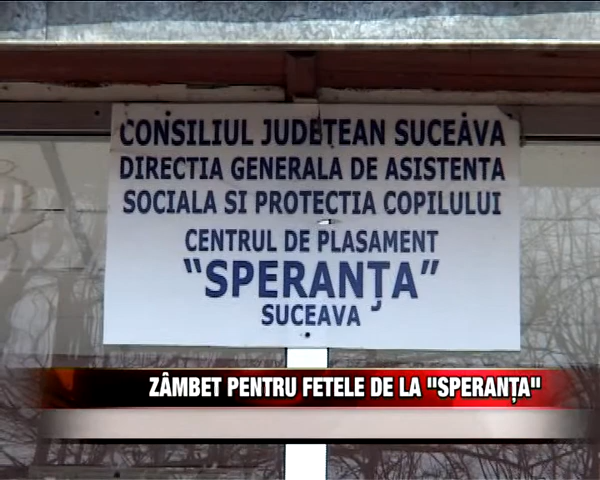 CONSILIUL JUDETEAN SUCEAVA
DIRECTIA GENERALA DE ASISTENTA
SOCIALA SI PROTECTIA COPILULUI
CENTRUL DE PLASAMENT
“SPERANȚA”
SUCEAVA
ZÂMBET PENTRU FETELE DE LA "SPERANȚA"